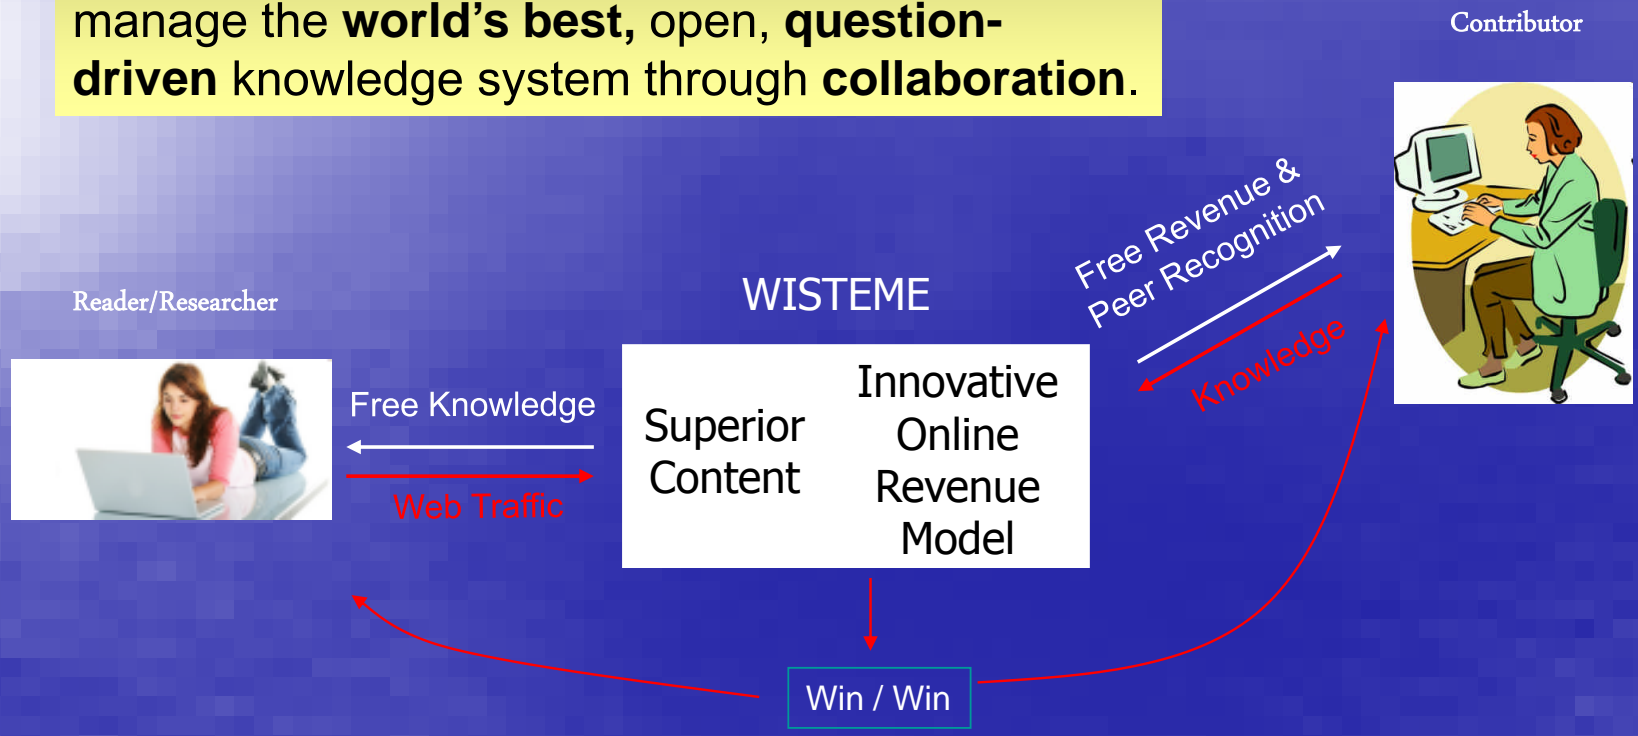 manage the world's best, open, question-
driven knowledge system through collaboration.
Contributor
Free Revenue &
Peer Recognition
Knowledge
WISTEME
Reader/Researcher
Free Knowledge
Web Traffic
Superior
Content
Innovative
Online
Revenue
Model
Win / Win